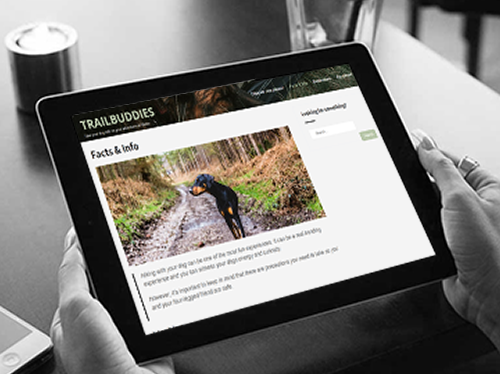 TRAILBUDDIES
Facts & Info
Looking for something?
Hiking with your dog can be one of the most fun experiences. It can be a real bonding
experience and you can witness your dogs energy and curiosity.
However, it's important to keep in mind that there are precautions you need to take so you
and your four-legged friend are safe.